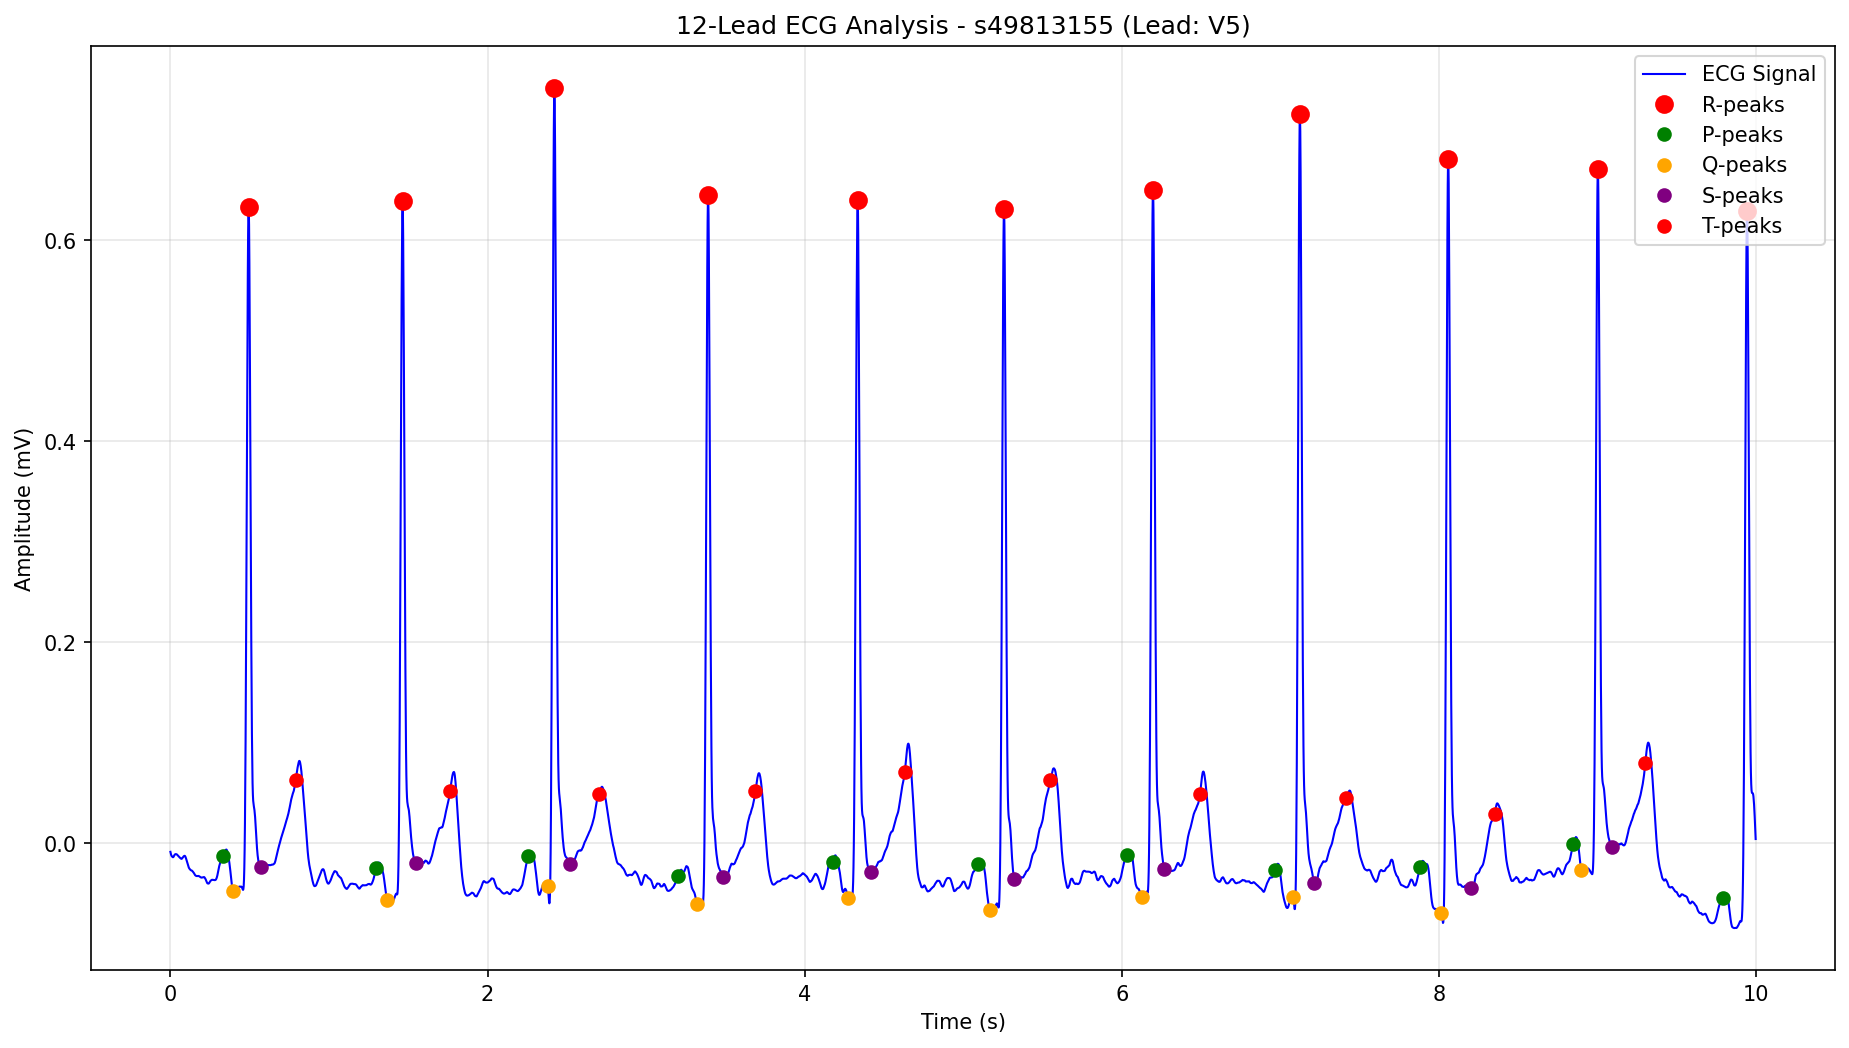 12-Lead ECG Analysis - s49813155 (Lead: V5)
ECG Signal
R-peaks
P-peaks
Q-peaks
S-peaks
T-peaks
0.6
0.4
0.2
0.0
Amplitude (mV)
0 2 4 6 8 10
Time (s)